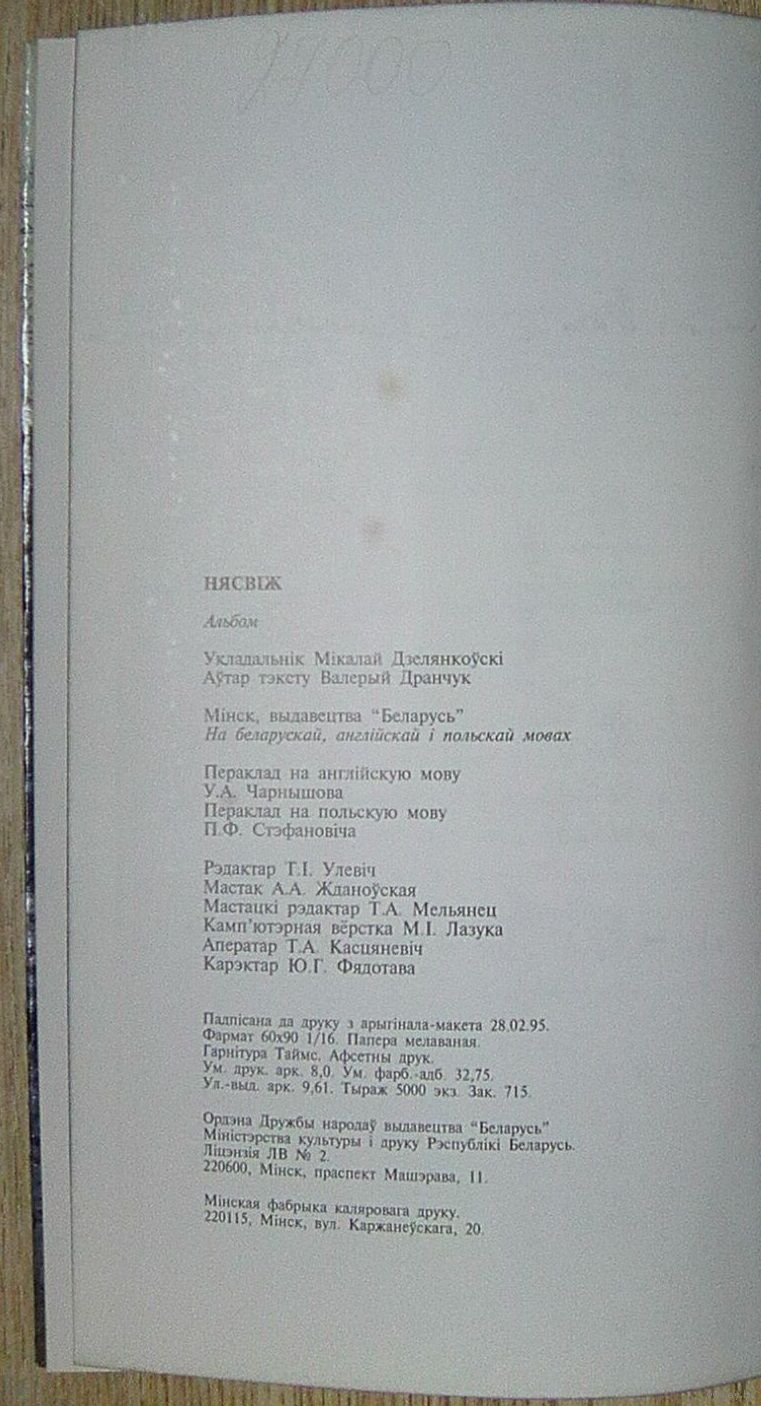 НЯСВІЖ
Альбом
Укладальнік Мікалай Дзелянкоўскі
Аўтар тэксту Валерый Дранчук
Мінск, выдавецтва “Беларусь”
На беларускай, англійскай і польскай мовах
Пераклад на англійскую мову
У.А. Чарнышова
Пераклад на польскую мову
П.Ф. Стэфановіча
Рэдактар Т.І. Улевіч
Мастак А.А. Жданоўская
Мастацкі рэдактар Т.А. Мельянец
Камп'ютэрная вёрстка М.І. Лазука
Аператар Т.А. Касцяневіч
Карэктар Ю.Г. Фядотава
Падпісана да друку з арыгінала-макета 28.02.95.
Фармат 60х90 1/16. Папера мелаваная.
Гарнітура Таймс. Афсетны друк.
Ум. друк. арк. 8,0. Ум. фарб.-адб. 32,75.
Ул.-выд. арк. 9,61. Тыраж 5000 экз. Зак. 715.
Ордэна Дружбы народаў выдавецтва “Беларусь”
Міністэрства культуры і друку Рэспублікі Беларусь.
Ліцэнзія ЛВ № 2.
220600, Мінск, праспект Машэрава, 11.
Мінская фабрыка каляровага друку.
220115, Мінск, вул. Каржанеўскага, 20.